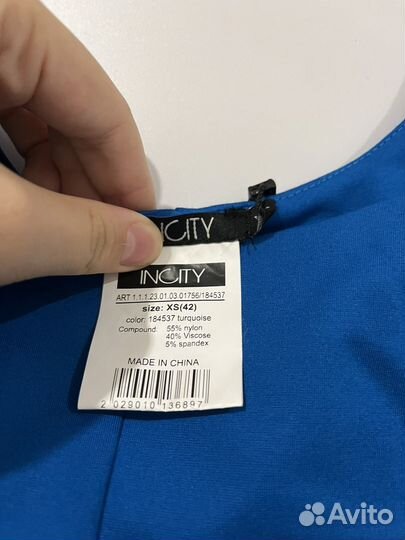 INCITY
INCITY
ART 1.1.1.23.01.03.01756/184537
size: XS(42)
color: 184537 turquoise
Compound: 55% nylon
40% Viscose
5% spandex
MADE IN CHINA
2 029010 136897
Avito